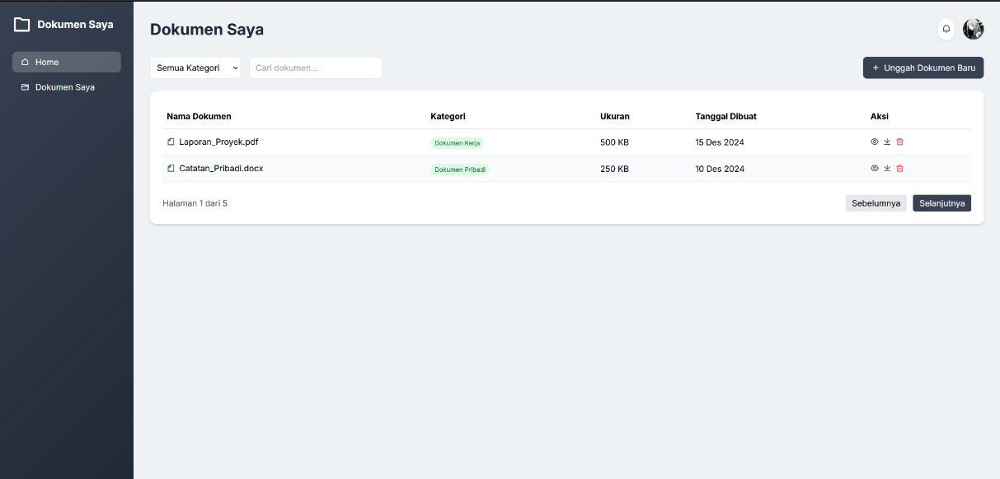 Dokumen Saya
Home
Dokumen Saya
Dokumen Saya
Semua Kategori
Cari dokumen...
+ Unggah Dokumen Baru
Nama Dokumen Kategori Ukuran Tanggal Dibuat Aksi
Laporan_Proyek.pdf Dokumen Kerja 500 KB 15 Des 2024
Catatan_Pribadi.docx Dokumen Pribadi 250 KB 10 Des 2024
Halaman 1 dari 5 Sebelumnya Selanjutnya